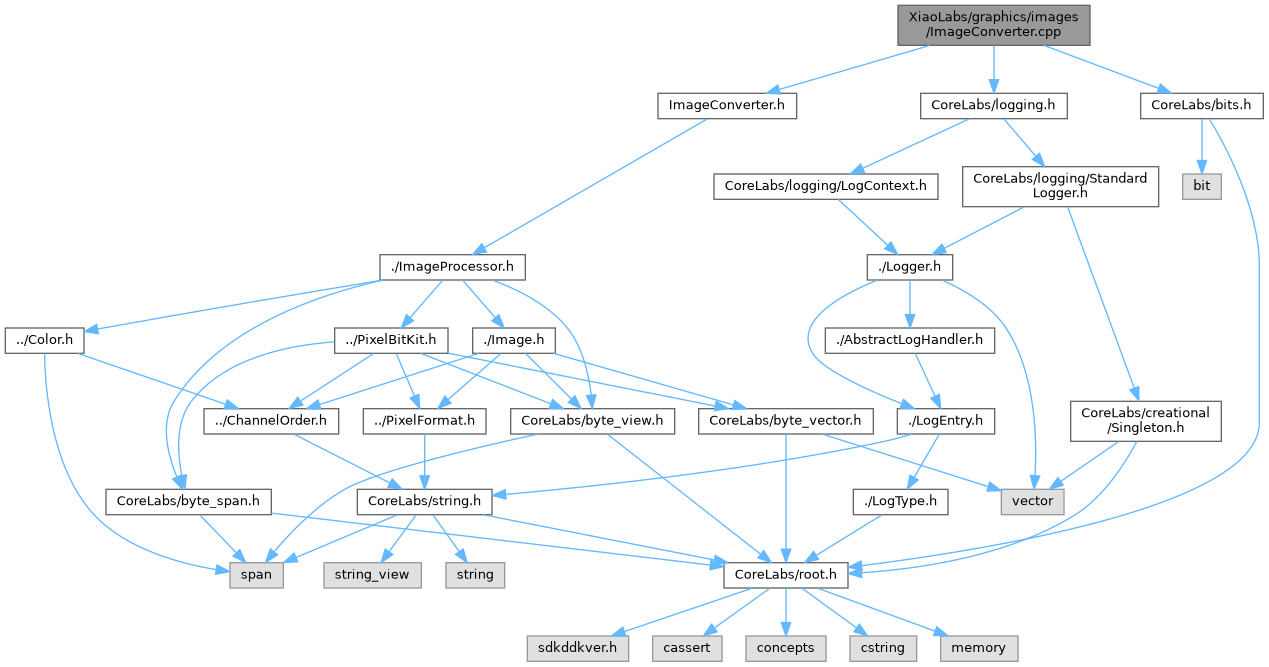 XiaoLabs/graphics/images
/ImageConverter.cpp
ImageConverter.h
CoreLabs/logging.h
CoreLabs/bits.h
CoreLabs/logging/LogContext.h
CoreLabs/logging/Standard
Logger.h
bit
./ImageProcessor.h
./Logger.h
../Color.h
../PixelBitKit.h
./Image.h
./AbstractLogHandler.h
../ChannelOrder.h
../PixelFormat.h
CoreLabs/byte_view.h
CoreLabs/byte_vector.h
./LogEntry.h
CoreLabs/creational
/Singleton.h
CoreLabs/byte_span.h
CoreLabs/string.h
./LogType.h
vector
span
string_view
string
CoreLabs/root.h
sdkddkver.h
cassert
concepts
cstring
memory